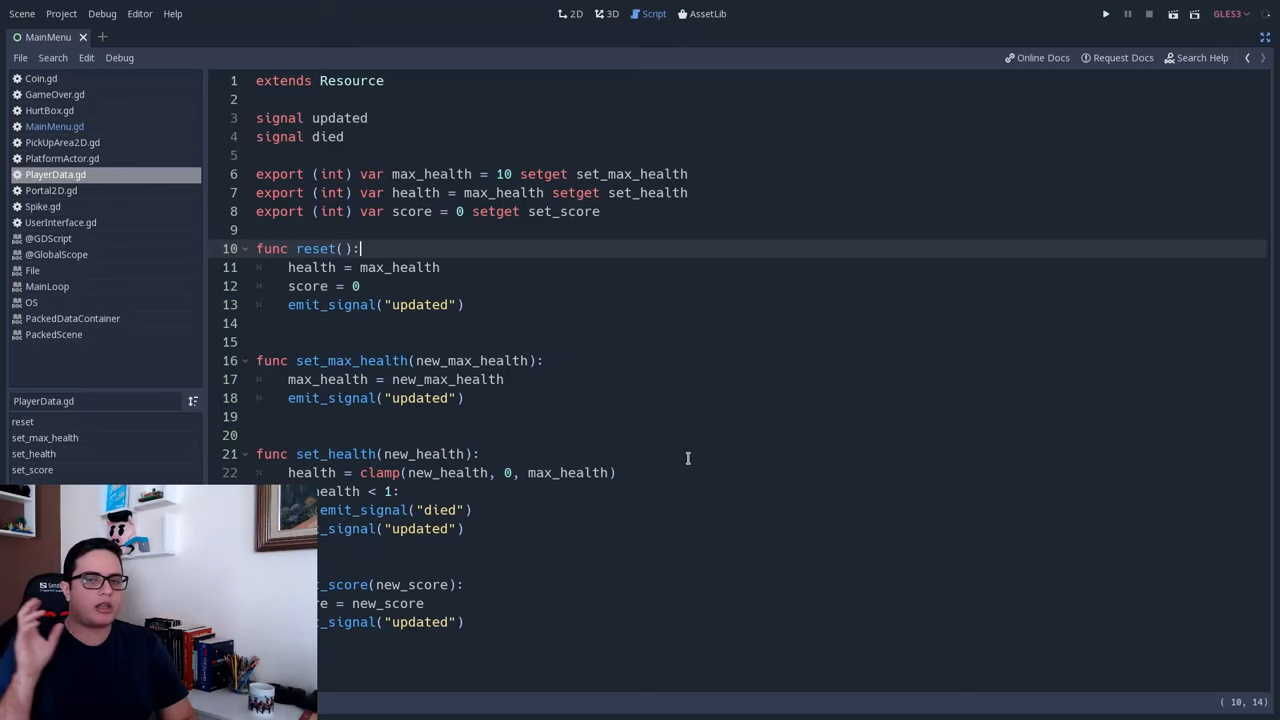 Scene Project Debug Editor Help
2D 3D Script AssetLib
GLES3
MainMenu
File Search Edit Debug
Online Docs Request Docs Search Help
Coin.gd
GameOver.gd
HurtBox.gd
MainMenu.gd
PickUpArea2D.gd
PlatformActor.gd
PlayerData.gd
Portal2D.gd
Spike.gd
UserInterface.gd
@GDScript
@GlobalScope
File
MainLoop
OS
PackedDataContainer
PackedScene
PlayerData.gd
reset
set_max_health
set_health
set_score
1 extends Resource
2
3 signal updated
4 signal died
5
6 export (int) var max_health = 10 setget set_max_health
7 export (int) var health = max_health setget set_health
8 export (int) var score = 0 setget set_score
9
10 func reset():
11 health = max_health
12 score = 0
13 emit_signal("updated")
14
15
16 func set_max_health(new_max_health):
17 max_health = new_max_health
18 emit_signal("updated")
19
20
21 func set_health(new_health):
22 health = clamp(new_health, 0, max_health)
health < 1:
emit_signal("died")
t_signal("updated")
t_score(new_score):
re = new_score
t_signal("updated")
( 10, 14)